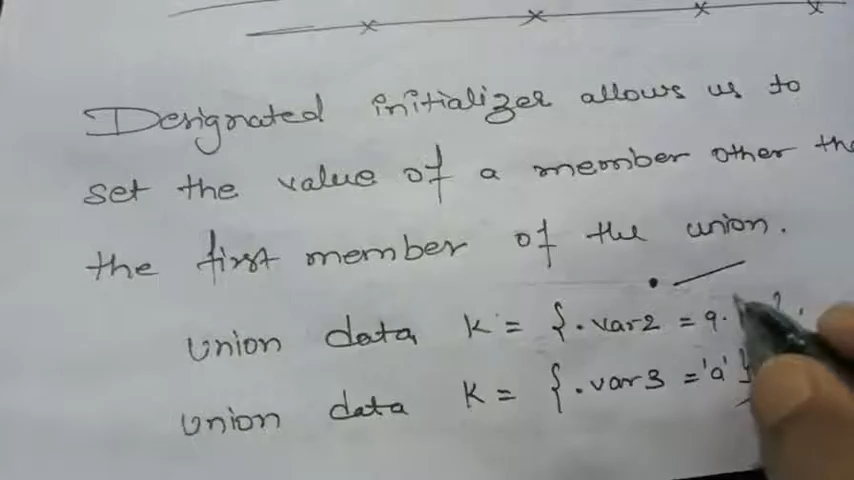 Designated initializer allows us to
set the value of a member other
the first member of the union.
union data K = {.var2 = 9.
union data K = {.var3 = 'a'}